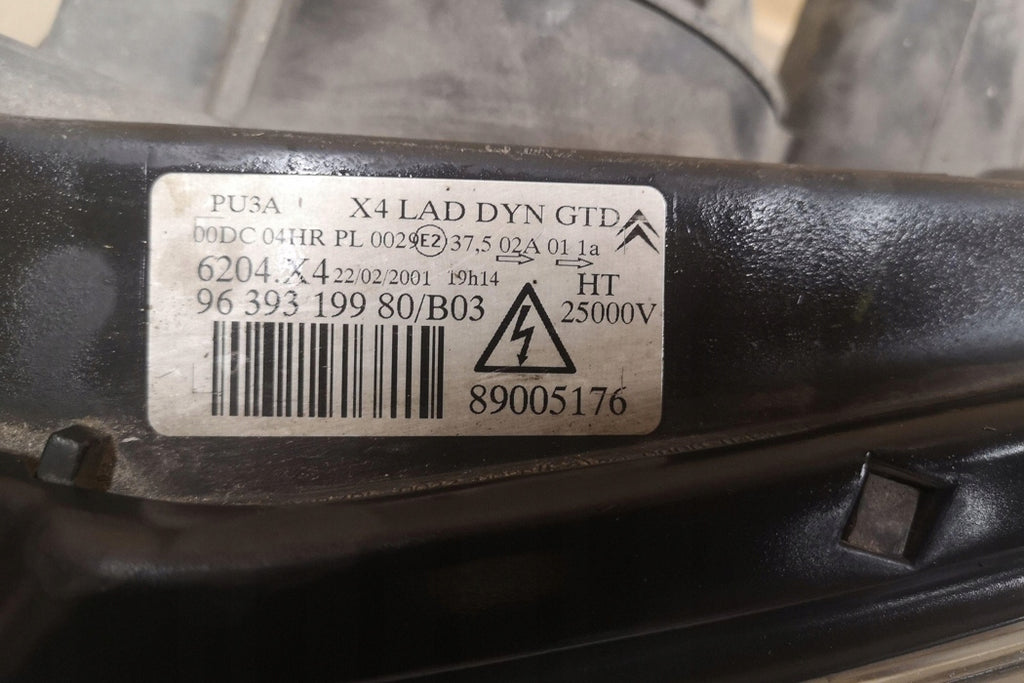 PU3A X4 LAD DYN GTD
00DC 04HR PL 0029 E2 37,5 02A 01 1a
6204.X4 22/02/2001 19h14 HT
96 393 199 80/B03 25000V
89005176